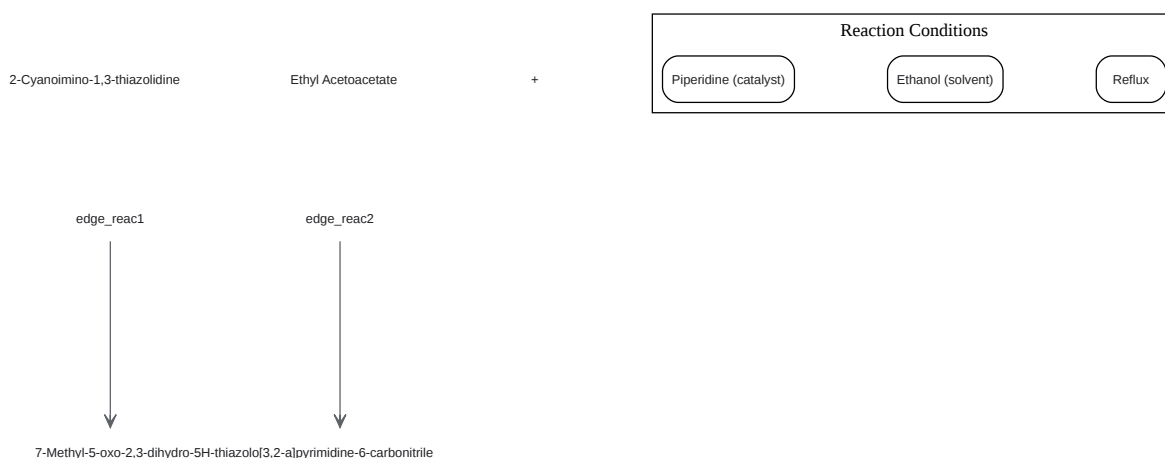 Reaction Conditions
2-Cyanoimino-1,3-thiazolidine
Ethyl Acetoacetate
+
Piperidine (catalyst)
Ethanol (solvent)
Reflux
edge_reac1
edge_reac2
7-Methyl-5-oxo-2,3-dihydro-5H-thiazolo[3,2-a]pyrimidine-6-carbonitrile